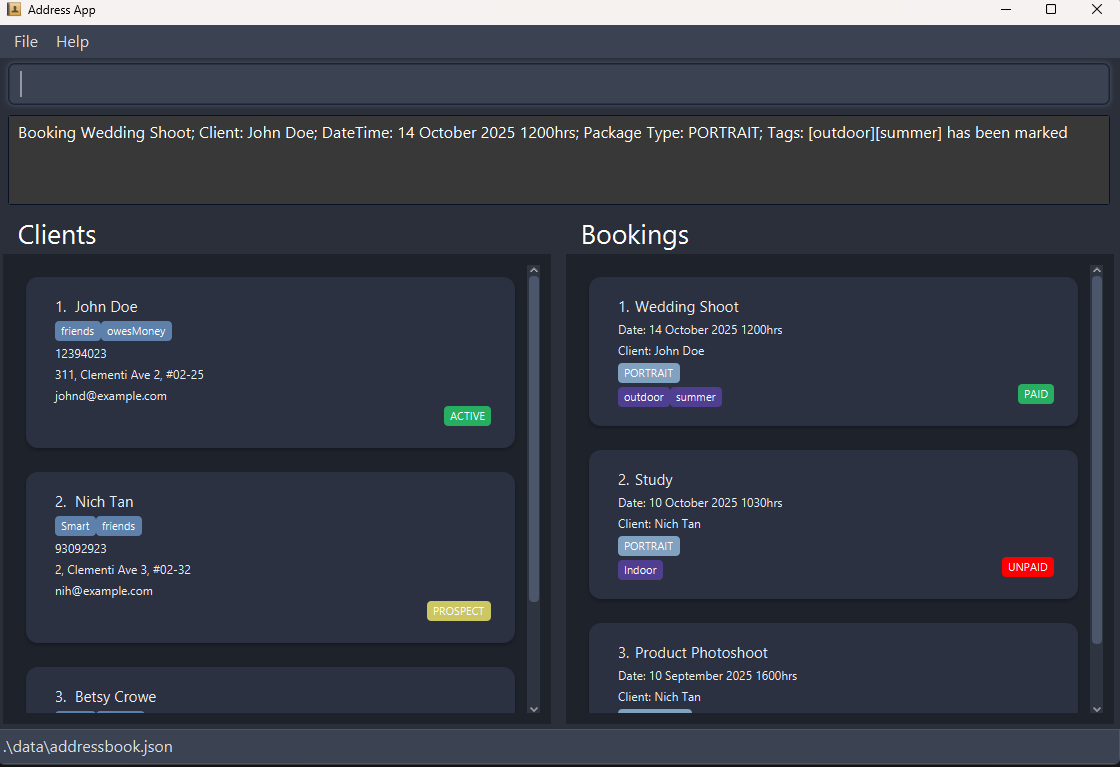 Address App
File Help
Booking Wedding Shoot; Client: John Doe; DateTime: 14 October 2025 1200hrs; Package Type: PORTRAIT; Tags: [outdoor][summer] has been marked
Clients
1. John Doe
friends owesMoney
12394023
311, Clementi Ave 2, #02-25
johnd@example.com
ACTIVE
2. Nich Tan
Smart friends
93092923
2, Clementi Ave 3, #02-32
nih@example.com
PROSPECT
3. Betsy Crowe
Bookings
1. Wedding Shoot
Date: 14 October 2025 1200hrs
Client: John Doe
PORTRAIT
outdoor summer
PAID
2. Study
Date: 10 October 2025 1030hrs
Client: Nich Tan
PORTRAIT
Indoor
UNPAID
3. Product Photoshoot
Date: 10 September 2025 1600hrs
Client: Nich Tan
.\data\addressbook.json